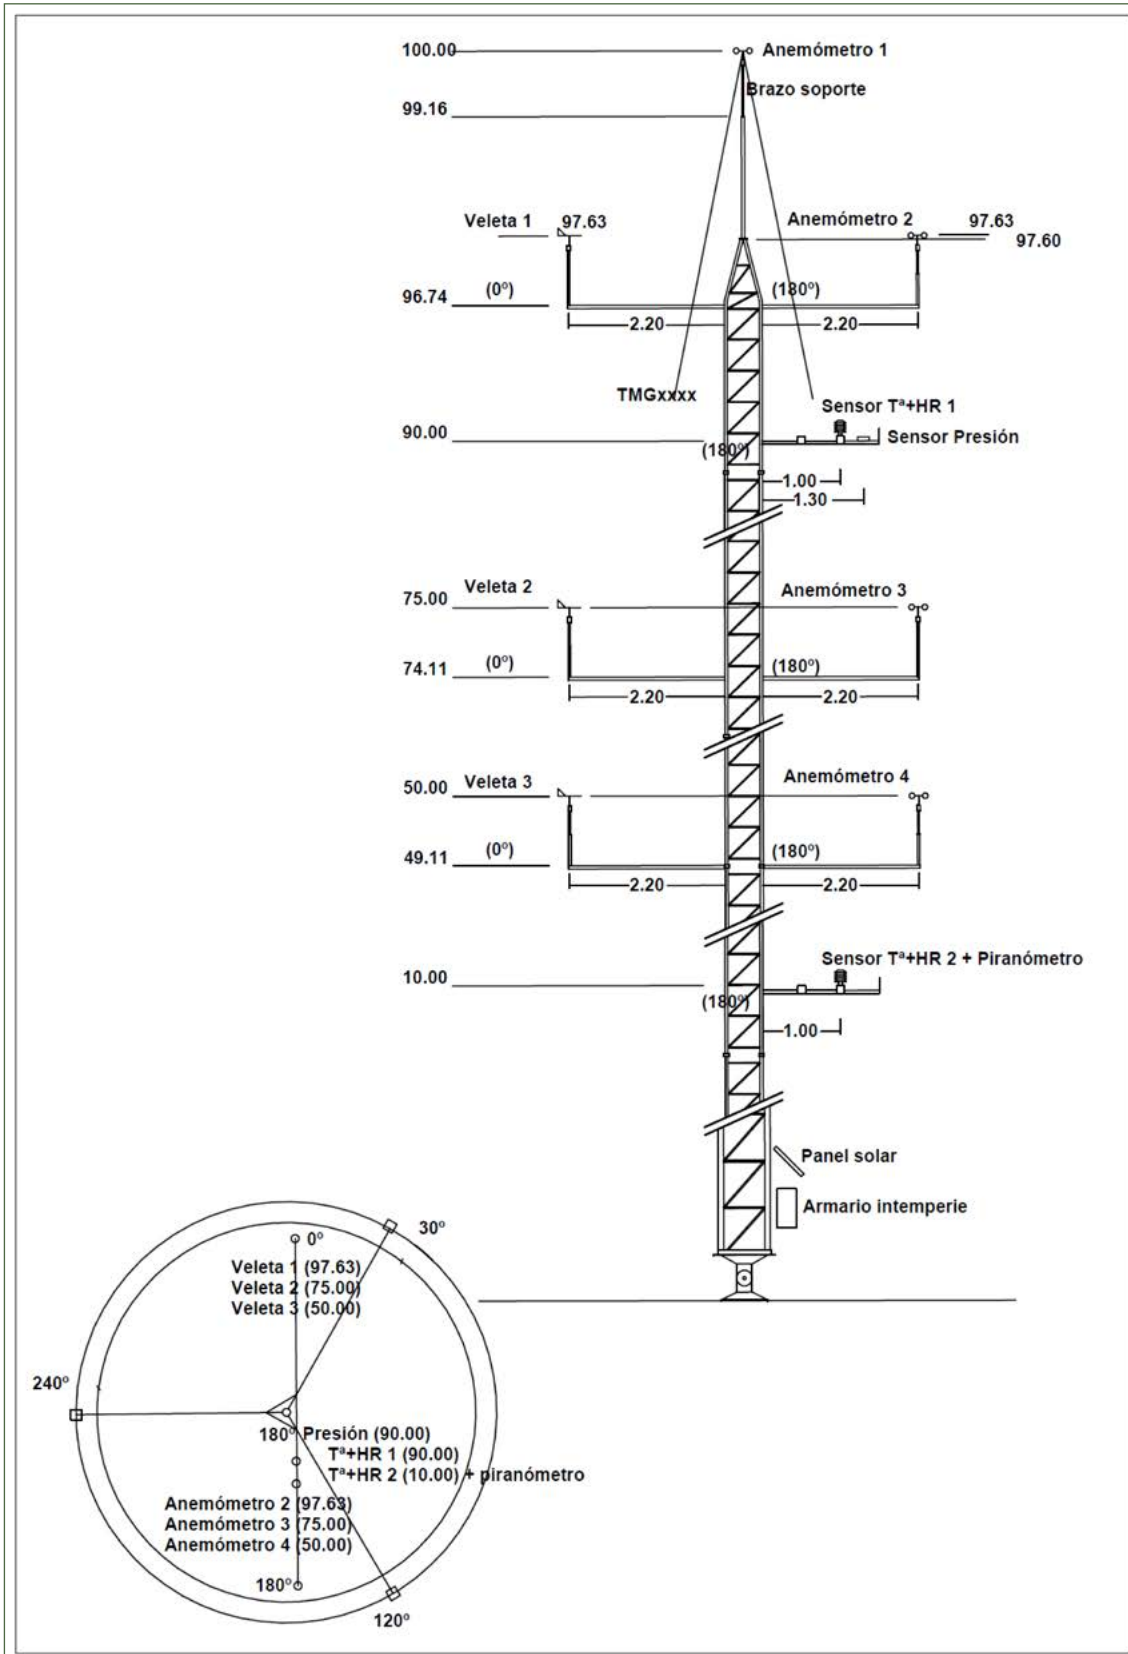 100.00 Anemómetro 1
Brazo soporte
99.16
Veleta 1 97.63 Anemómetro 2 97.63
97.60
96.74 (0º) (180º)
2.20 2.20
TMGxxxx Sensor Tª+HR 1
90.00 Sensor Presión
(180º)
1.00
1.30
75.00 Veleta 2 Anemómetro 3
74.11 (0º) (180º)
2.20 2.20
50.00 Veleta 3 Anemómetro 4
49.11 (0º) (180º)
2.20 2.20
Sensor Tª+HR 2 + Piranómetro
10.00
(180º)
1.00
Panel solar
Armario intemperie
30º
0º
Veleta 1 (97.63)
Veleta 2 (75.00)
Veleta 3 (50.00)
240º
180º Presión (90.00)
Tª+HR 1 (90.00)
Tª+HR 2 (10.00) + piranómetro
Anemómetro 2 (97.63)
Anemómetro 3 (75.00)
Anemómetro 4 (50.00)
180º
120º